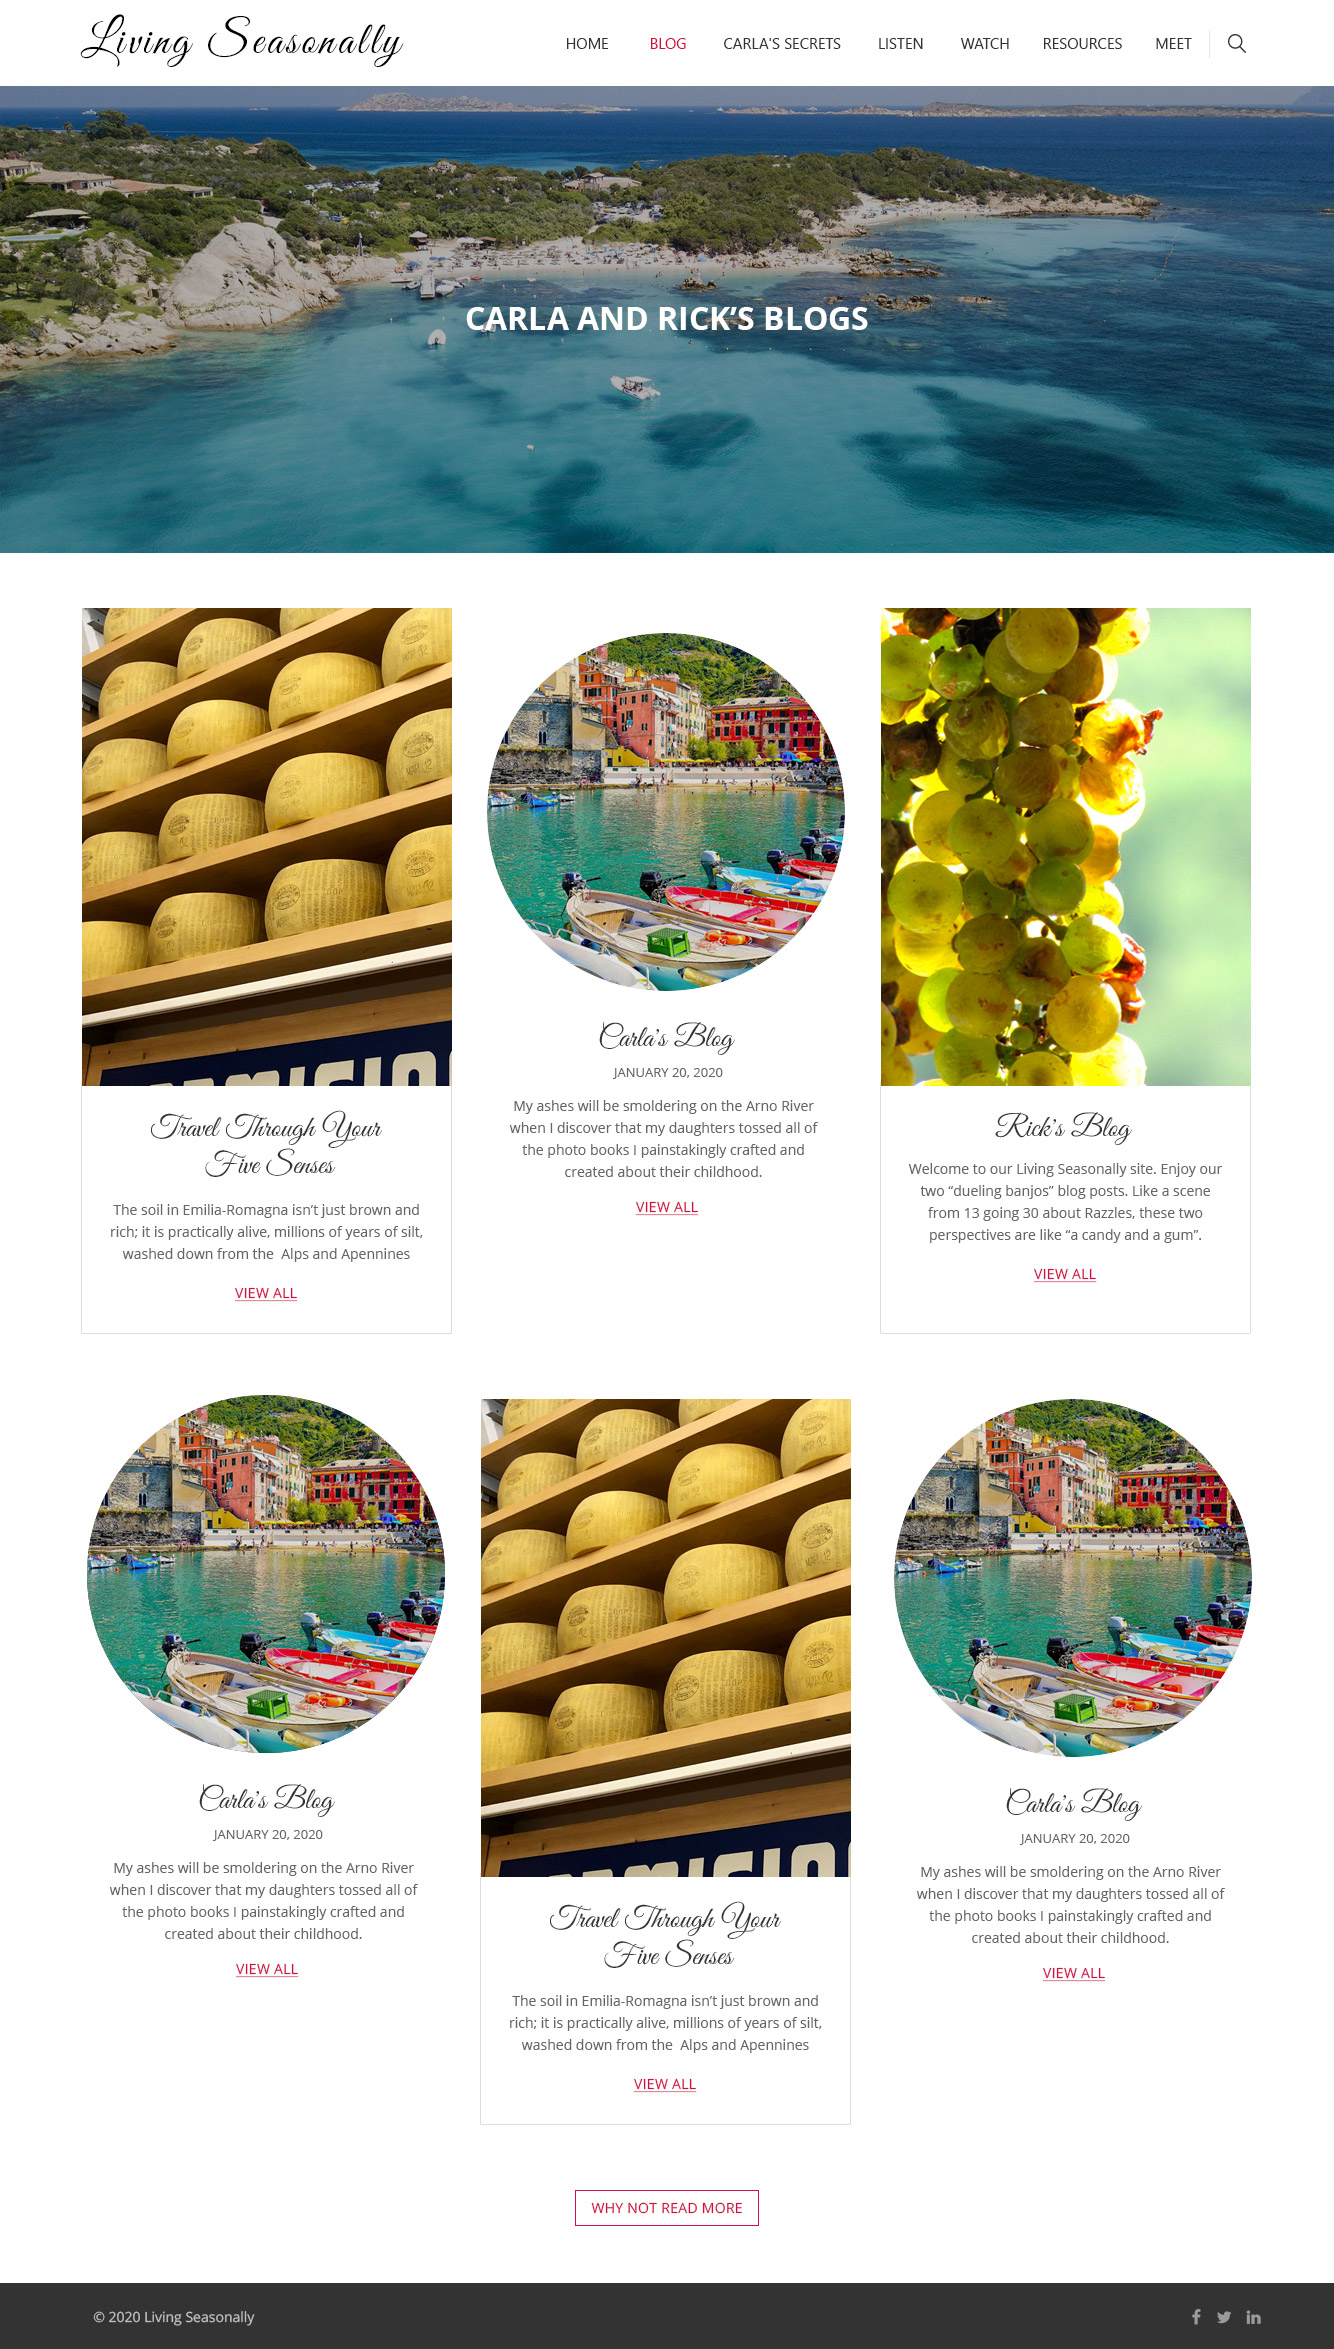 Living Seasonally
HOME BLOG CARLA'S SECRETS LISTEN WATCH RESOURCES MEET
CARLA AND RICK'S BLOGS
Travel Through Your
Five Senses
The soil in Emilia-Romagna isn't just brown and
rich; it is practically alive, millions of years of silt,
washed down from the Alps and Apennines
VIEW ALL
Carla's Blog
JANUARY 20, 2020
My ashes will be smoldering on the Arno River
when I discover that my daughters tossed all of
the photo books I painstakingly crafted and
created about their childhood.
VIEW ALL
Rick's Blog
Welcome to our Living Seasonally site. Enjoy our
two “dueling banjos” blog posts. Like a scene
from 13 going 30 about Razzles, these two
perspectives are like “a candy and a gum”.
VIEW ALL
Carla's Blog
JANUARY 20, 2020
My ashes will be smoldering on the Arno River
when I discover that my daughters tossed all of
the photo books I painstakingly crafted and
created about their childhood.
VIEW ALL
Travel Through Your
Five Senses
The soil in Emilia-Romagna isn't just brown and
rich; it is practically alive, millions of years of silt,
washed down from the Alps and Apennines
VIEW ALL
Carla's Blog
JANUARY 20, 2020
My ashes will be smoldering on the Arno River
when I discover that my daughters tossed all of
the photo books I painstakingly crafted and
created about their childhood.
VIEW ALL
WHY NOT READ MORE
© 2020 Living Seasonally